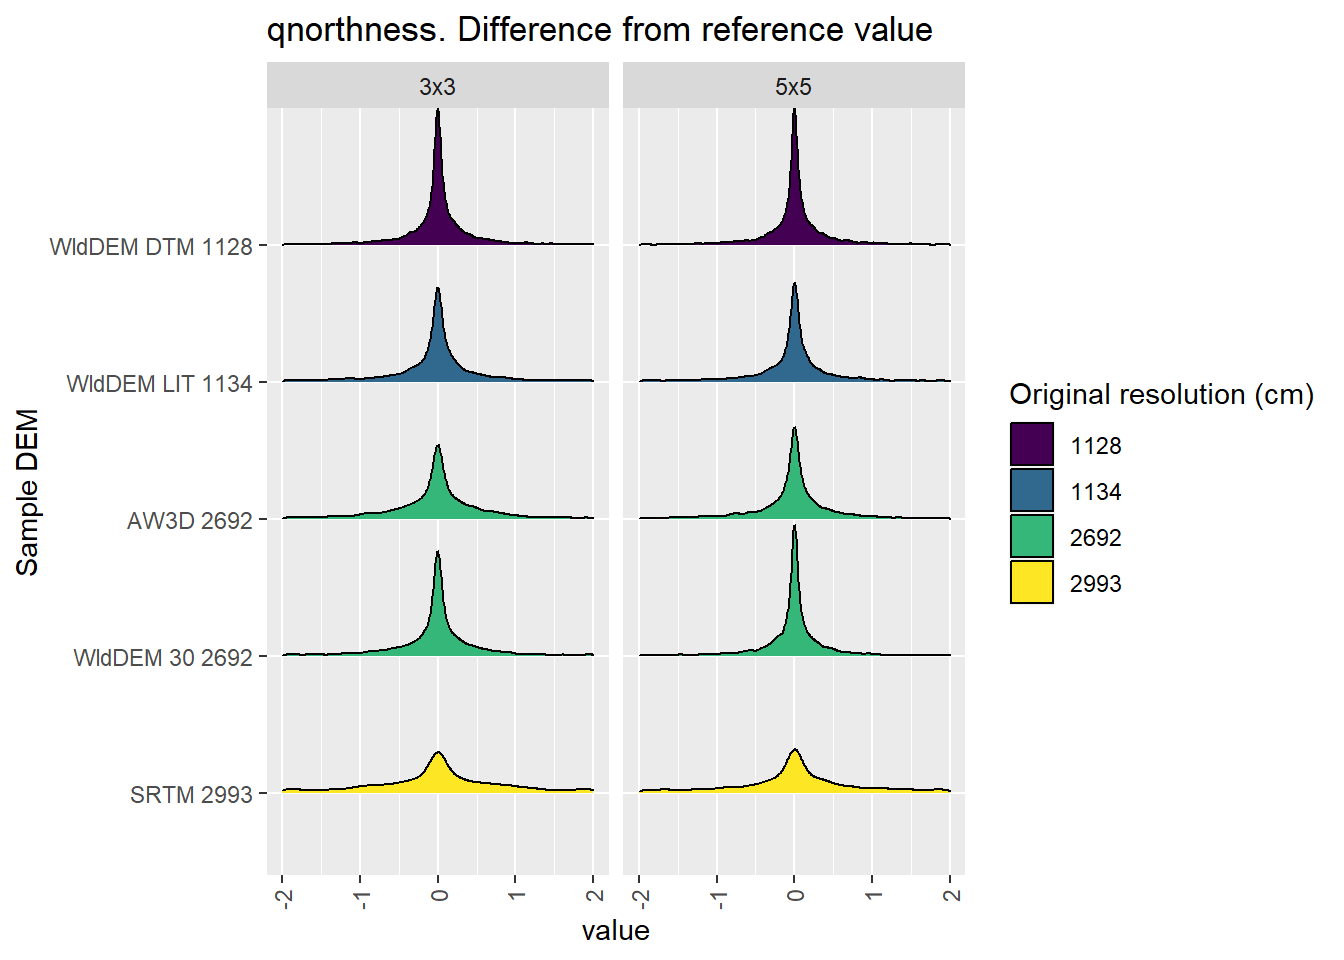 qnorthness. Difference from reference value
3x3
5x5
Sample DEM
WldDEM DTM 1128
WldDEM LIT 1134
AW3D 2692
WldDEM 30 2692
SRTM 2993
-2
-1
0
1
2
-2
-1
0
1
2
value
Original resolution (cm)
1128
1134
2692
2993